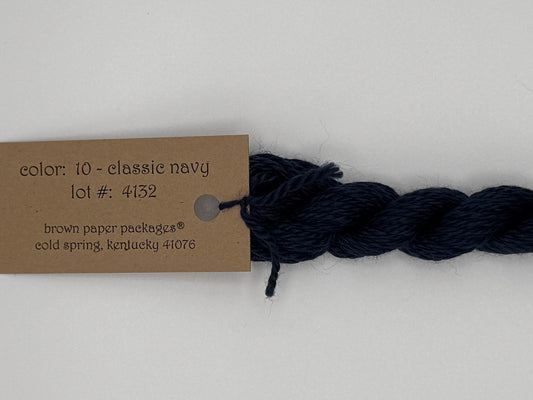 color: 10 - classic navy
lot #: 4132
brown paper packages®
cold spring, kentucky 41076